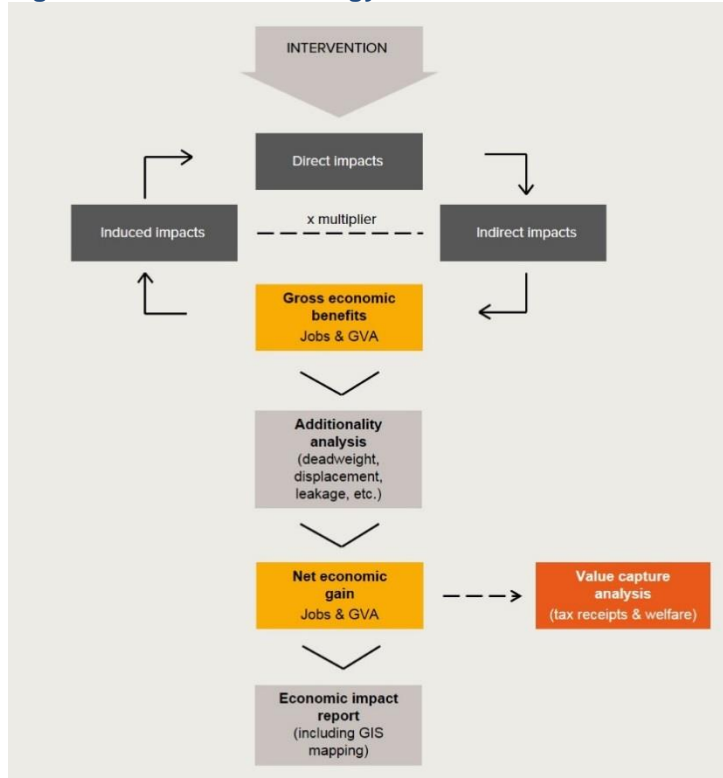 INTERVENTION
Direct impacts
Induced impacts
x multiplier
Indirect impacts
Gross economic
benefits
Jobs & GVA
Additionality
analysis
(deadweight,
displacement,
leakage, etc.)
Net economic
gain
Jobs & GVA
Value capture
analysis
(tax receipts & welfare)
Economic impact
report
(including GIS
mapping)